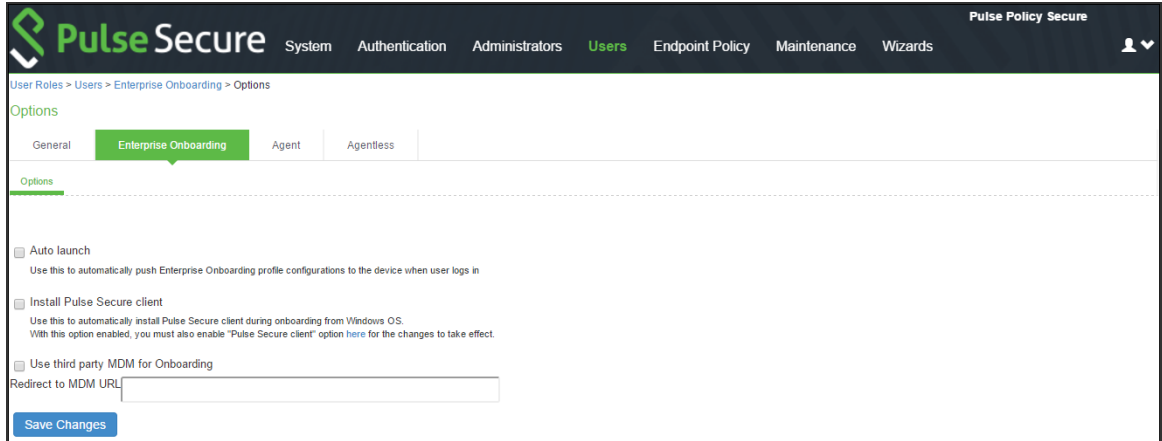 Pulse Policy Secure
Pulse Secure System Authentication Administrators Users Endpoint Policy Maintenance Wizards
User Roles > Users > Enterprise Onboarding > Options
Options
General Enterprise Onboarding Agent Agentless
Options
Auto launch
Use this to automatically push Enterprise Onboarding profile configurations to the device when user logs in
Install Pulse Secure client
Use this to automatically install Pulse Secure client during onboarding from Windows OS.
With this option enabled, you must also enable "Pulse Secure client" option here for the changes to take effect.
Use third party MDM for Onboarding
Redirect to MDM URL
Save Changes